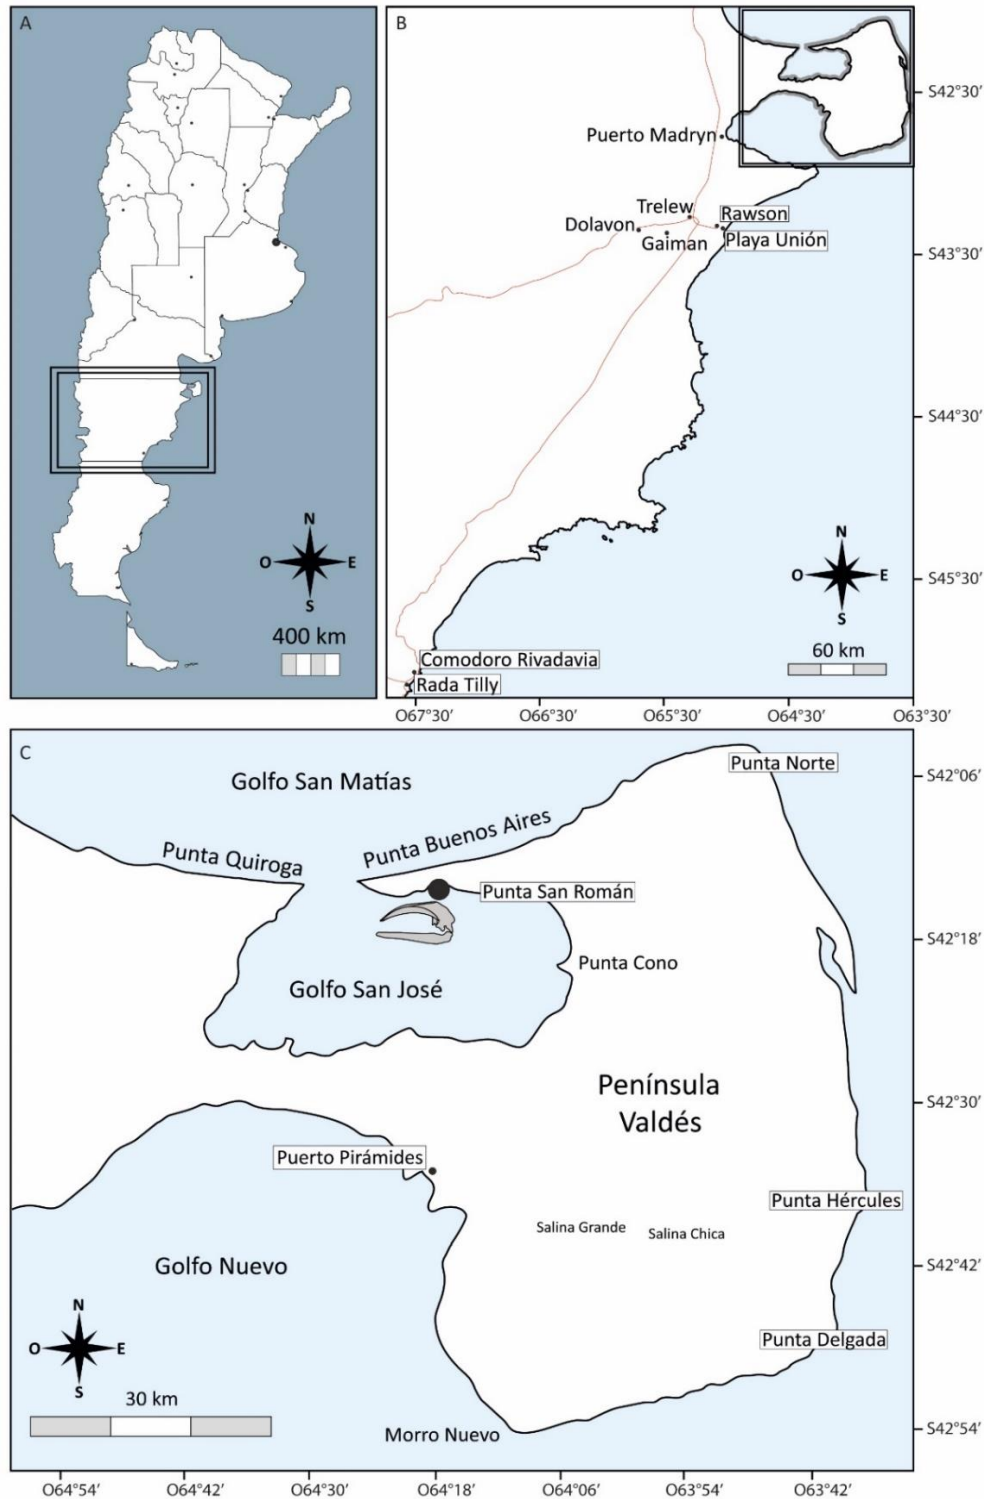 A
N
O
E
S
400 km
B
Puerto Madryn
Trelew
Rawson
Dolavon
Gaiman
Playa Unión
Comodoro Rivadavia
Rada Tilly
N
O
E
S
60 km
S42°30'
S43°30'
S44°30'
S45°30'
O67°30'
O66°30'
O65°30'
O64°30'
O63°30'
C
Golfo San Matías
Punta Norte
Punta Quiroga
Punta Buenos Aires
Punta San Román
Punta Cono
Golfo San José
Península
Valdés
Puerto Pirámides
Punta Hércules
Salina Grande
Salina Chica
Golfo Nuevo
Punta Delgada
Morro Nuevo
N
O
E
S
30 km
S42°06'
S42°18'
S42°30'
S42°42'
S42°54'
O64°54'
O64°42'
O64°30'
O64°18'
O64°06'
O63°54'
O63°42'